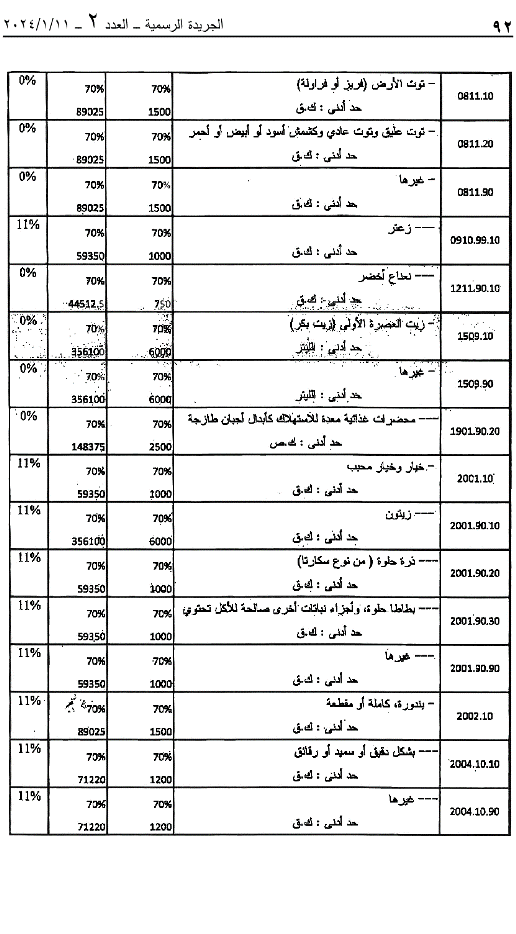 ٩٢ الجريدة الرسمية – العدد ٢ – ٢٠٢٤/١/١١
0811.10 – توت الأرض (فريز أو فراولة) 70% 70% 0%
حد أدنى : ك.ق 1500 89025
0811.20 – توت عليق وتوت عادي وكشمش أسود أو أبيض أو أحمر 70% 70% 0%
حد أدنى : ك.ق 1500 89025
0811.90 – غيرها 70% 70% 0%
حد أدنى : ك.ق 1500 89025
0910.99.10 --- زعتر 70% 70% 11%
حد أدنى : ك.ق 1000 59350
1211.90.10 --- نعناع أخضر 70% 70% 0%
حد أدنى : ك.ق 750 44512.5
1509.10 – زيت العصرة الأولى (زيت بكر) 70% 70% 0%
حد أدنى : الليتر 6000 356100
1509.90 – غيرها 70% 70% 0%
حد أدنى : الليتر 6000 356100
1901.90.20 --- محضرات غذائية معدة للأستهلاك كأبدال أجبان طازجة 70% 70% 0%
حد أدنى : ك.ص 2500 148375
2001.10 – خيار وخيار محبب 70% 70% 11%
حد أدنى : ك.ق 1000 59350
2001.90.10 --- زيتون 70% 70% 11%
حد أدنى : ك.ق 6000 356100
2001.90.20 --- ذرة حلوة ( من نوع سكارتا) 70% 70% 11%
حد أدنى : ك.ق 1000 59350
2001.90.30 --- بطاطا حلوة، وأجزاء نباتات أخرى صالحة للأكل تحتوي 70% 70% 11%
حد أدنى : ك.ق 1000 59350
2001.90.90 --- غيرها 70% 70% 11%
حد أدنى : ك.ق 1000 59350
2002.10 – بندورة، كاملة أو مقطعة 70% 70% 11%
حد أدنى : ك.ق 1500 89025
2004.10.10 --- بشكل دقيق أو سميد أو رقائق 70% 70% 11%
حد أدنى : ك.ق 1200 71220
2004.10.90 --- غيرها 70% 70% 11%
حد أدنى : ك.ق 1200 71220